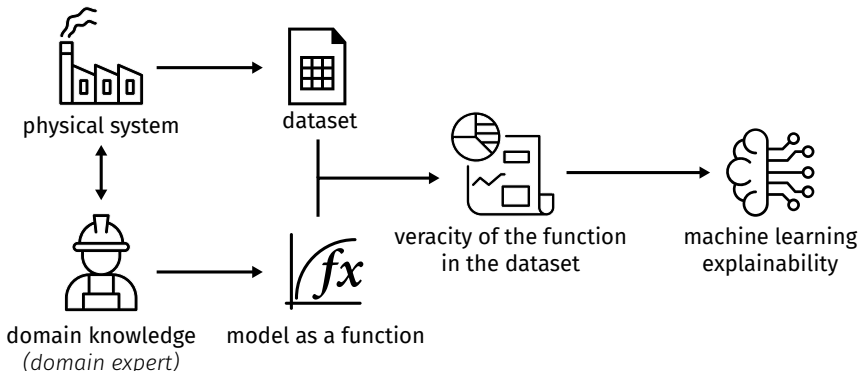 physical system
dataset
veracity of the function
in the dataset
machine learning
explainability
fx
domain knowledge
(domain expert)
model as a function